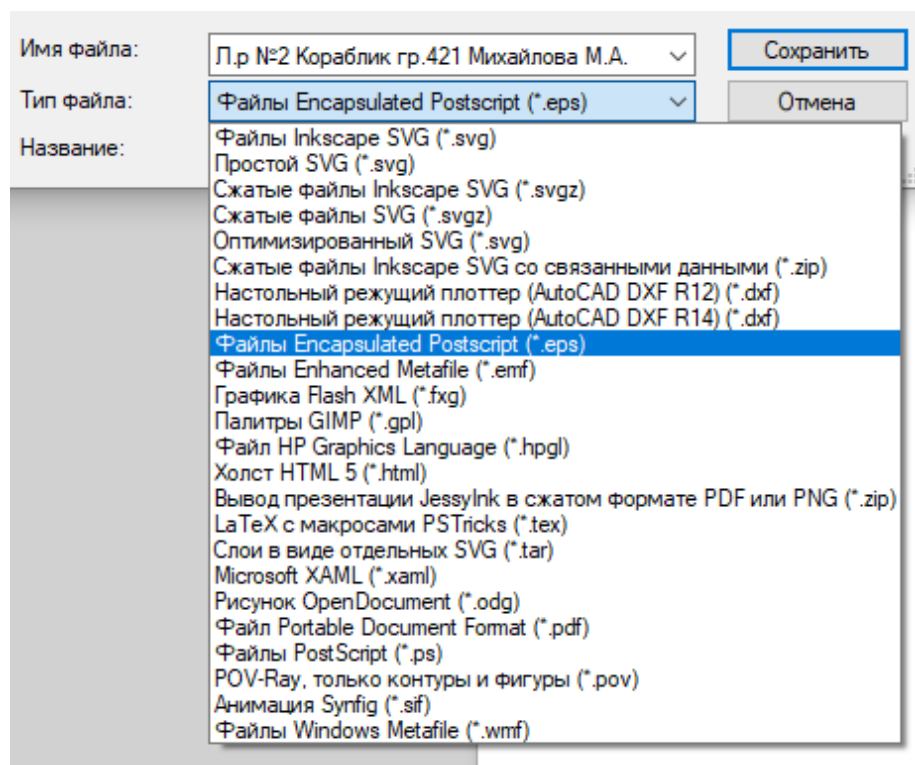 Имя файла: Л.р №2 Кораблик гр.421 Михайлова М.А. Сохранить
Тип файла: Файлы Encapsulated Postscript (*.eps) Отмена
Название:
Файлы Inkscape SVG (*.svg)
Простой SVG (*.svg)
Сжатые файлы Inkscape SVG (*.svgz)
Сжатые файлы SVG (*.svgz)
Оптимизированный SVG (*.svg)
Сжатые файлы Inkscape SVG со связанными данными (*.zip)
Настольный режущий плоттер (AutoCAD DXF R12) (*.dxf)
Настольный режущий плоттер (AutoCAD DXF R14) (*.dxf)
Файлы Encapsulated Postscript (*.eps)
Файлы Enhanced Metafile (*.emf)
Графика Flash XML (*.fxg)
Палитры GIMP (*.gpl)
Файл HP Graphics Language (*.hpgl)
Холст HTML 5 (*.html)
Вывод презентации JessyInk в сжатом формате PDF или PNG (*.zip)
LaTeX с макросами PSTricks (*.tex)
Слои в виде отдельных SVG (*.tar)
Microsoft XAML (*.xaml)
Рисунок OpenDocument (*.odg)
Файл Portable Document Format (*.pdf)
Файлы PostScript (*.ps)
POV-Ray, только контуры и фигуры (*.pov)
Анимация Synfig (*.sif)
Файлы Windows Metafile (*.wmf)